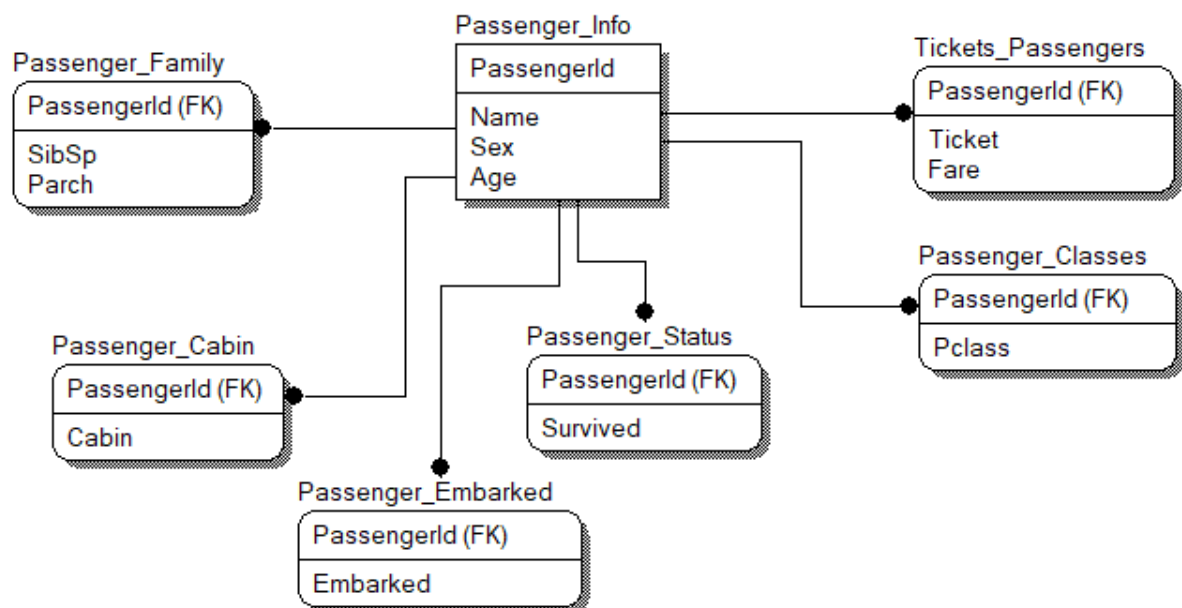 Passenger_Info
PassengerId
Name
Sex
Age
Passenger_Family
PassengerId (FK)
SibSp
Parch
Tickets_Passengers
PassengerId (FK)
Ticket
Fare
Passenger_Classes
PassengerId (FK)
Pclass
Passenger_Status
PassengerId (FK)
Survived
Passenger_Cabin
PassengerId (FK)
Cabin
Passenger_Embarked
PassengerId (FK)
Embarked